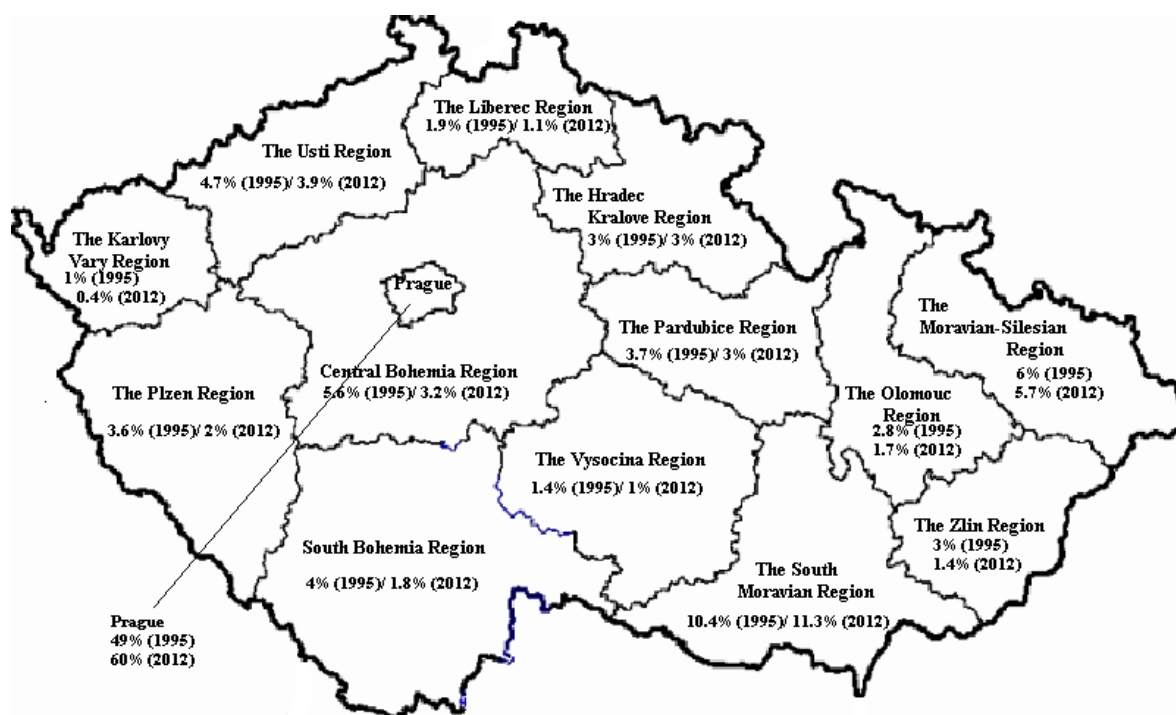 The Liberec Region
1.9% (1995)/ 1.1% (2012)
The Usti Region
4.7% (1995)/ 3.9% (2012)
The Hradec
Kralove Region
3% (1995)/ 3% (2012)
The Karlovy
Vary Region
1% (1995)
0.4% (2012)
Prague
The Pardubice Region
3.7% (1995)/ 3% (2012)
The
Moravian-Silesian
Region
6% (1995)
5.7% (2012)
Central Bohemia Region
5.6% (1995)/ 3.2% (2012)
The Plzen Region
3.6% (1995)/ 2% (2012)
The Olomouc
Region
2.8% (1995)
1.7% (2012)
The Vysocina Region
1.4% (1995)/ 1% (2012)
The Zlin Region
3% (1995)
1.4% (2012)
South Bohemia Region
4% (1995)/ 1.8% (2012)
The South
Moravian Region
10.4% (1995)/ 11.3% (2012)
Prague
49% (1995)
60% (2012)